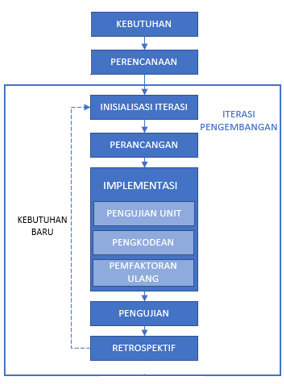 KEBUTUHAN
PERENCANAAN
INISIALISASI ITERASI
ITERASI
PENGEMBANGAN
PERANCANGAN
IMPLEMENTASI
PENGUJIAN UNIT
KEBUTUHAN
BARU
PENGKODEAN
PEMFAKTORAN
ULANG
PENGUJIAN
RETROSPEKTIF